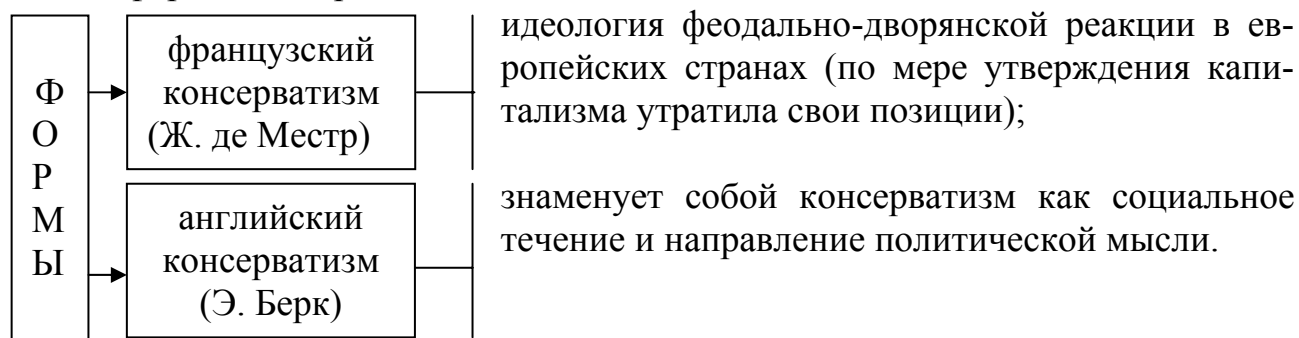 Ф
О
Р
М
Ы
французский
консерватизм
(Ж. де Местр)
идеология феодально-дворянской реакции в ев-
ропейских странах (по мере утверждения капи-
тализма утратила свои позиции);
английский
консерватизм
(Э. Берк)
знаменует собой консерватизм как социальное
течение и направление политической мысли.